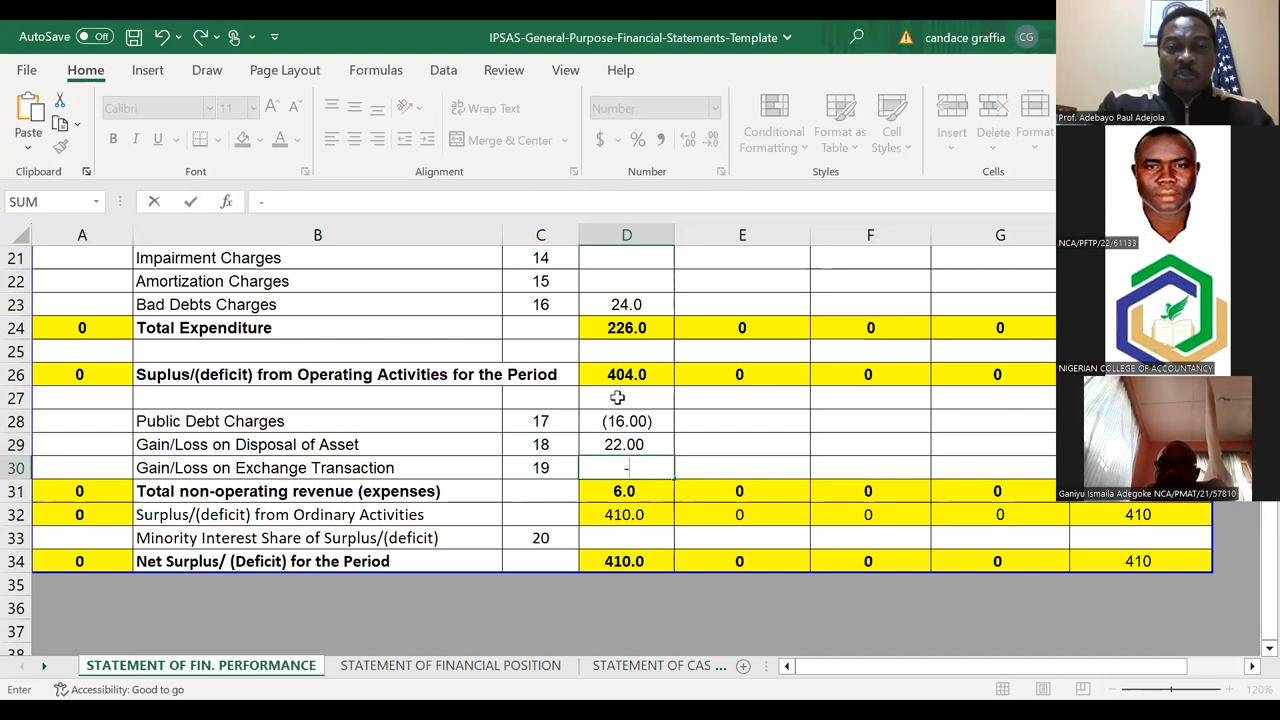 AutoSave Off IPSAS-General-Purpose-Financial-Statements-Template candace graffia CG
File Home Insert Draw Page Layout Formulas Data Review View Help
Calibri 11 Wrap Text Number
Paste B I U A Merge & Center $ % Conditional Formatting Format as Table Cell Styles Insert Delete Format
Clipboard Font Alignment Number Styles Cells
SUM fx -
A B C D E F G
21 Impairment Charges 14
22 Amortization Charges 15
23 Bad Debts Charges 16 24.0
24 0 Total Expenditure 226.0 0 0 0
25
26 0 Suplus/(deficit) from Operating Activities for the Period 404.0 0 0 0
27
28 Public Debt Charges 17 (16.00)
29 Gain/Loss on Disposal of Asset 18 22.00
30 Gain/Loss on Exchange Transaction 19 -
31 0 Total non-operating revenue (expenses) 6.0 0 0 0
32 0 Surplus/(deficit) from Ordinary Activities 410.0 0 0 0 410
33 Minority Interest Share of Surplus/(deficit) 20
34 0 Net Surplus/ (Deficit) for the Period 410.0 0 0 0 410
35
36
37
38
STATEMENT OF FIN. PERFORMANCE STATEMENT OF FINANCIAL POSITION STATEMENT OF CAS ...
Enter Accessibility: Good to go 120%
Prof. Adebayo Paul Adejola
NCA/PFTP/22/61133
NIGERIAN COLLEGE OF ACCOUNTANCY
Ganiyu Ismaila Adegoke NCA/PMAT/21/57810